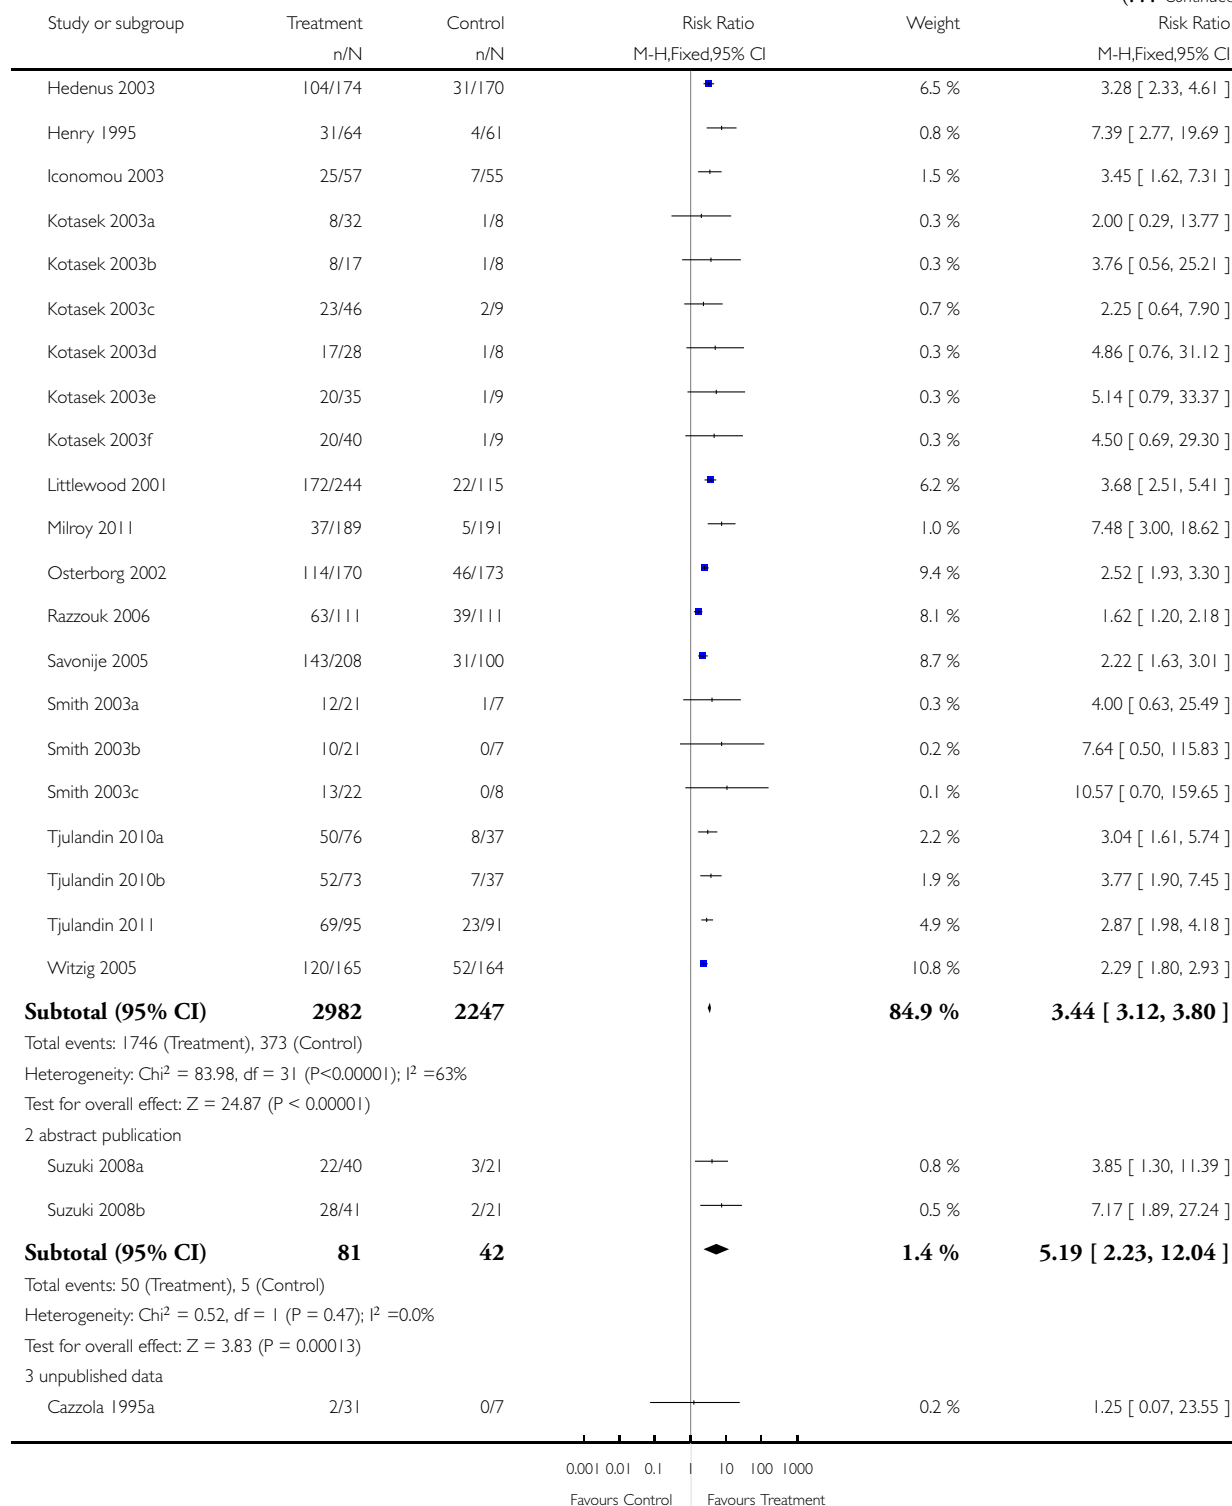 (. . . Continued
Study or subgroup Treatment Control Risk Ratio Weight Risk Ratio
n/N n/N M-H,Fixed,95% CI M-H,Fixed,95% CI
Hedenus 2003 104/174 31/170 6.5 % 3.28 [ 2.33, 4.61 ]
Henry 1995 31/64 4/61 0.8 % 7.39 [ 2.77, 19.69 ]
Iconomou 2003 25/57 7/55 1.5 % 3.45 [ 1.62, 7.31 ]
Kotasek 2003a 8/32 1/8 0.3 % 2.00 [ 0.29, 13.77 ]
Kotasek 2003b 8/17 1/8 0.3 % 3.76 [ 0.56, 25.21 ]
Kotasek 2003c 23/46 2/9 0.7 % 2.25 [ 0.64, 7.90 ]
Kotasek 2003d 17/28 1/8 0.3 % 4.86 [ 0.76, 31.12 ]
Kotasek 2003e 20/35 1/9 0.3 % 5.14 [ 0.79, 33.37 ]
Kotasek 2003f 20/40 1/9 0.3 % 4.50 [ 0.69, 29.30 ]
Littlewood 2001 172/244 22/115 6.2 % 3.68 [ 2.51, 5.41 ]
Milroy 2011 37/189 5/191 1.0 % 7.48 [ 3.00, 18.62 ]
Osterborg 2002 114/170 46/173 9.4 % 2.52 [ 1.93, 3.30 ]
Razzouk 2006 63/111 39/111 8.1 % 1.62 [ 1.20, 2.18 ]
Savonije 2005 143/208 31/100 8.7 % 2.22 [ 1.63, 3.01 ]
Smith 2003a 12/21 1/7 0.3 % 4.00 [ 0.63, 25.49 ]
Smith 2003b 10/21 0/7 0.2 % 7.64 [ 0.50, 115.83 ]
Smith 2003c 13/22 0/8 0.1 % 10.57 [ 0.70, 159.65 ]
Tjulandin 2010a 50/76 8/37 2.2 % 3.04 [ 1.61, 5.74 ]
Tjulandin 2010b 52/73 7/37 1.9 % 3.77 [ 1.90, 7.45 ]
Tjulandin 2011 69/95 23/91 4.9 % 2.87 [ 1.98, 4.18 ]
Witzig 2005 120/165 52/164 10.8 % 2.29 [ 1.80, 2.93 ]
Subtotal (95% CI) 2982 2247 84.9 % 3.44 [ 3.12, 3.80 ]
Total events: 1746 (Treatment), 373 (Control)
Heterogeneity: Chi² = 83.98, df = 31 (P<0.00001); I² =63%
Test for overall effect: Z = 24.87 (P < 0.00001)
2 abstract publication
Suzuki 2008a 22/40 3/21 0.8 % 3.85 [ 1.30, 11.39 ]
Suzuki 2008b 28/41 2/21 0.5 % 7.17 [ 1.89, 27.24 ]
Subtotal (95% CI) 81 42 1.4 % 5.19 [ 2.23, 12.04 ]
Total events: 50 (Treatment), 5 (Control)
Heterogeneity: Chi² = 0.52, df = 1 (P = 0.47); I² =0.0%
Test for overall effect: Z = 3.83 (P = 0.00013)
3 unpublished data
Cazzola 1995a 2/31 0/7 0.2 % 1.25 [ 0.07, 23.55 ]
0.001 0.01 0.1 1 10 100 1000
Favours Control Favours Treatment